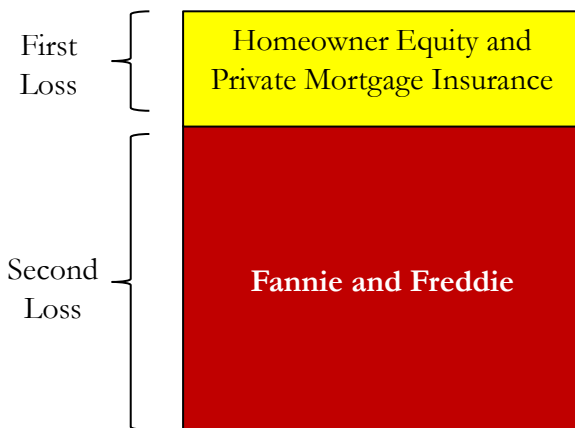 First
Loss
Homeowner Equity and
Private Mortgage Insurance
Second
Loss
Fannie and Freddie